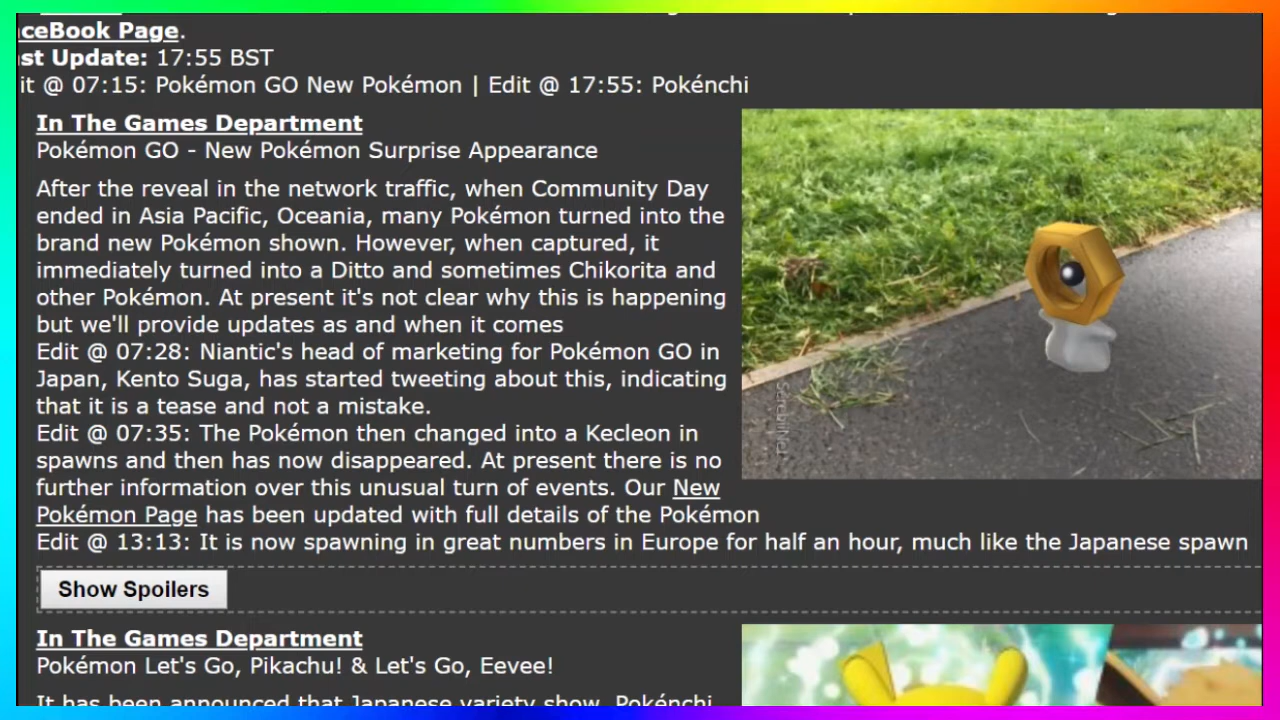 ceBook Page.
st Update: 17:55 BST
it @ 07:15: Pokémon GO New Pokémon | Edit @ 17:55: Pokénchi
In The Games Department
Pokémon GO - New Pokémon Surprise Appearance
After the reveal in the network traffic, when Community Day
ended in Asia Pacific, Oceania, many Pokémon turned into the
brand new Pokémon shown. However, when captured, it
immediately turned into a Ditto and sometimes Chikorita and
other Pokémon. At present it's not clear why this is happening
but we'll provide updates as and when it comes
Edit @ 07:28: Niantic's head of marketing for Pokémon GO in
Japan, Kento Suga, has started tweeting about this, indicating
that it is a tease and not a mistake.
Edit @ 07:35: The Pokémon then changed into a Kecleon in
spawns and then has now disappeared. At present there is no
further information over this unusual turn of events. Our New
Pokémon Page has been updated with full details of the Pokémon
Edit @ 13:13: It is now spawning in great numbers in Europe for half an hour, much like the Japanese spawn
Show Spoilers
In The Games Department
Pokémon Let's Go, Pikachu! & Let's Go, Eevee!
It has been announced that Japanese variety show, Pokénchi